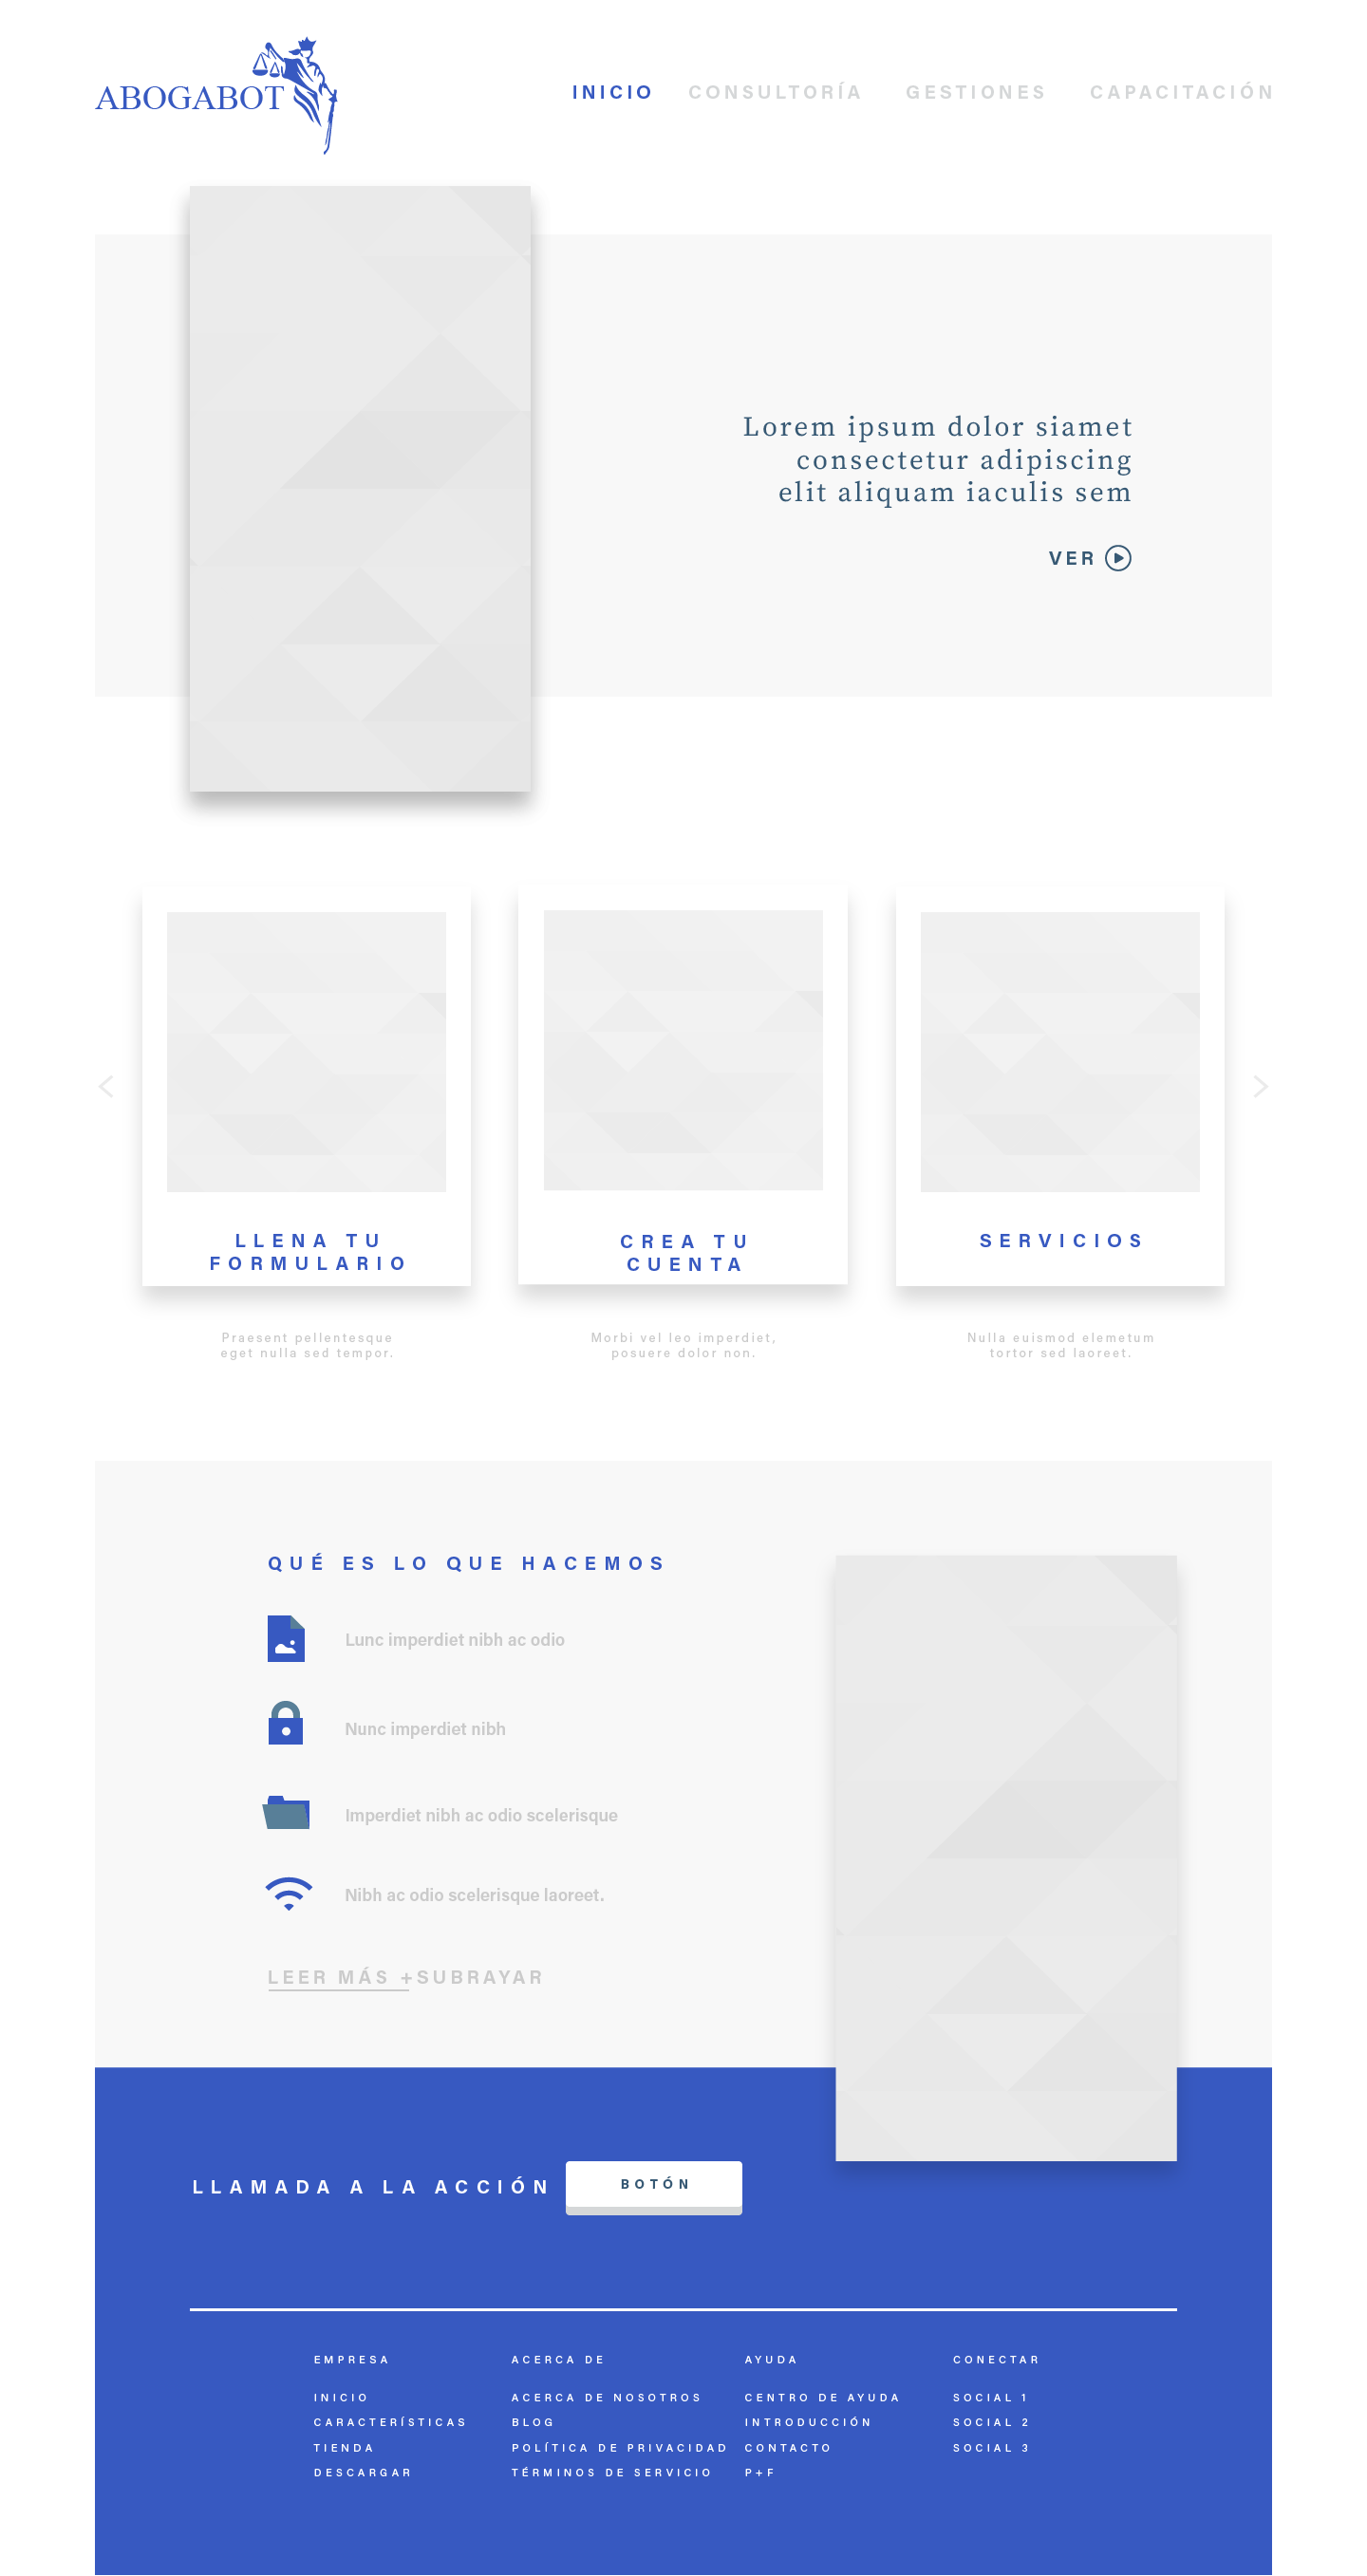 ABOGABOT
INICIO CONSULTORÍA GESTIONES CAPACITACIÓN
Lorem ipsum dolor siamet
consectetur adipiscing
elit aliquam iaculis sem
VER
LLENA TU
FORMULARIO
CREA TU
CUENTA
SERVICIOS
Praesent pellentesque
eget nulla sed tempor.
Morbi vel leo imperdiet,
posuere dolor non.
Nulla euismod elemetum
tortor sed laoreet.
QUÉ ES LO QUE HACEMOS
Lunc imperdiet nibh ac odio
Nunc imperdiet nibh
Imperdiet nibh ac odio scelerisque
Nibh ac odio scelerisque laoreet.
LEER MÁS +SUBRAYAR
LLAMADA A LA ACCIÓN
BOTÓN
EMPRESA
INICIO
CARACTERÍSTICAS
TIENDA
DESCARGAR
ACERCA DE
ACERCA DE NOSOTROS
BLOG
POLÍTICA DE PRIVACIDAD
TÉRMINOS DE SERVICIO
AYUDA
CENTRO DE AYUDA
INTRODUCCIÓN
CONTACTO
P+F
CONECTAR
SOCIAL 1
SOCIAL 2
SOCIAL 3